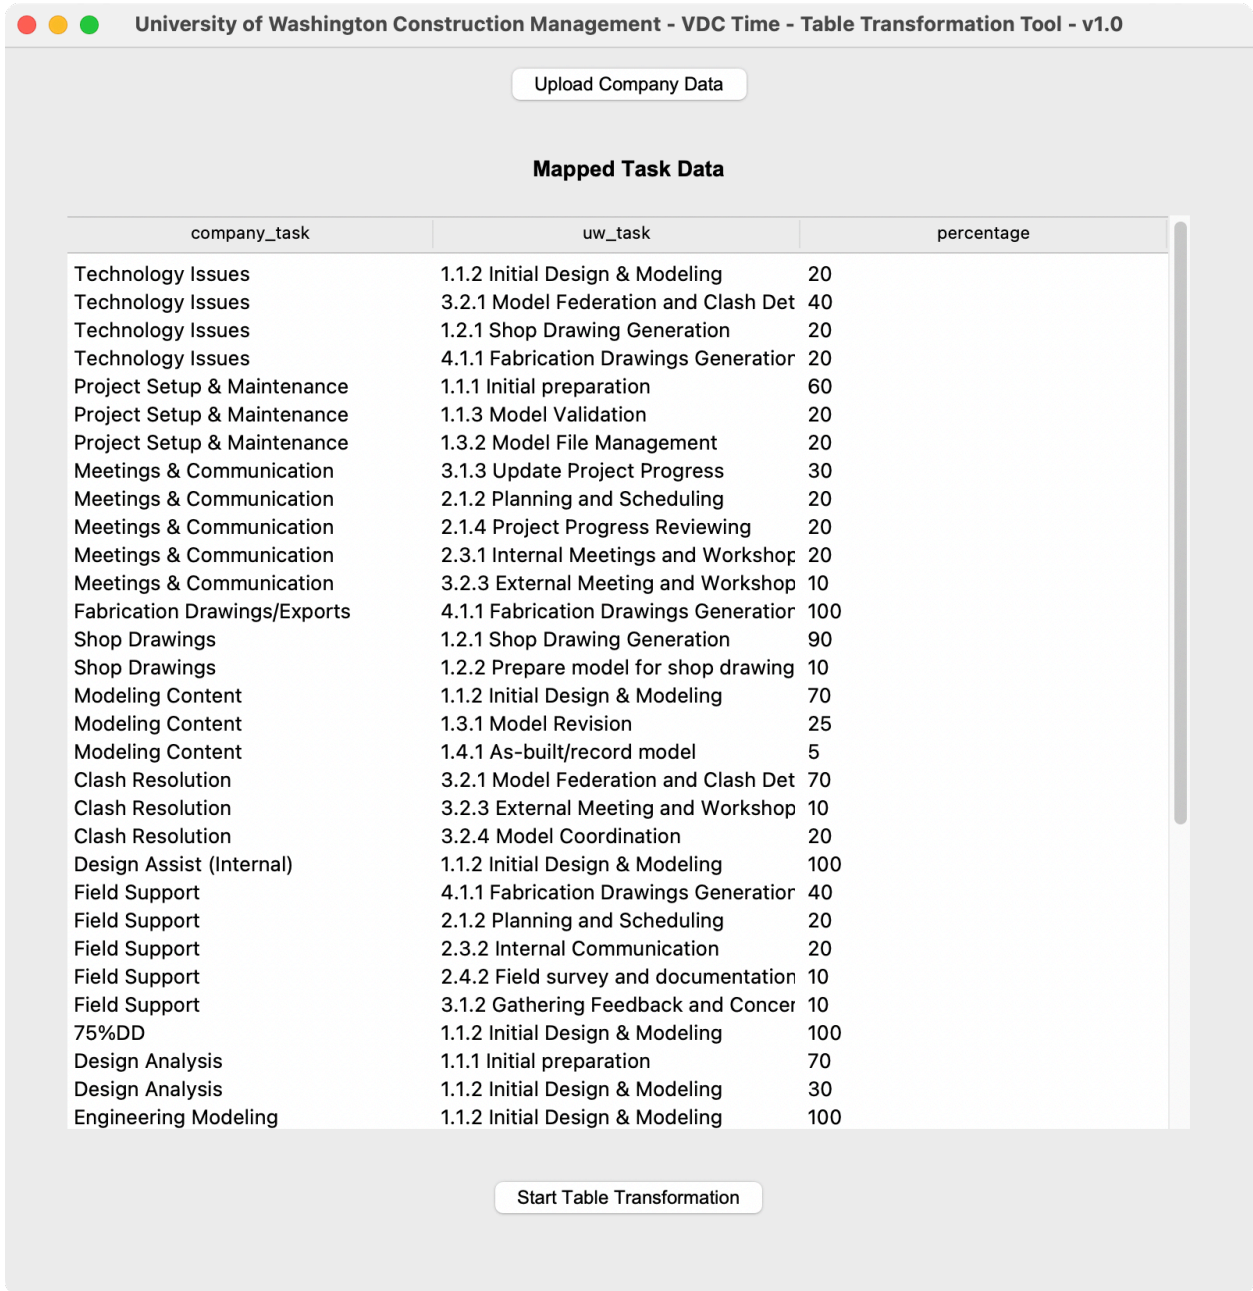 University of Washington Construction Management - VDC Time - Table Transformation Tool - v1.0
Upload Company Data
Mapped Task Data
company_task uw_task percentage
Technology Issues 1.1.2 Initial Design & Modeling 20
Technology Issues 3.2.1 Model Federation and Clash Det 40
Technology Issues 1.2.1 Shop Drawing Generation 20
Technology Issues 4.1.1 Fabrication Drawings Generation 20
Project Setup & Maintenance 1.1.1 Initial preparation 60
Project Setup & Maintenance 1.1.3 Model Validation 20
Project Setup & Maintenance 1.3.2 Model File Management 20
Meetings & Communication 3.1.3 Update Project Progress 30
Meetings & Communication 2.1.2 Planning and Scheduling 20
Meetings & Communication 2.1.4 Project Progress Reviewing 20
Meetings & Communication 2.3.1 Internal Meetings and Workshop 20
Meetings & Communication 3.2.3 External Meeting and Workshop 10
Fabrication Drawings/Exports 4.1.1 Fabrication Drawings Generation 100
Shop Drawings 1.2.1 Shop Drawing Generation 90
Shop Drawings 1.2.2 Prepare model for shop drawing 10
Modeling Content 1.1.2 Initial Design & Modeling 70
Modeling Content 1.3.1 Model Revision 25
Modeling Content 1.4.1 As-built/record model 5
Clash Resolution 3.2.1 Model Federation and Clash Det 70
Clash Resolution 3.2.3 External Meeting and Workshop 10
Clash Resolution 3.2.4 Model Coordination 20
Design Assist (Internal) 1.1.2 Initial Design & Modeling 100
Field Support 4.1.1 Fabrication Drawings Generation 40
Field Support 2.1.2 Planning and Scheduling 20
Field Support 2.3.2 Internal Communication 20
Field Support 2.4.2 Field survey and documentation 10
Field Support 3.1.2 Gathering Feedback and Concer 10
75%DD 1.1.2 Initial Design & Modeling 100
Design Analysis 1.1.1 Initial preparation 70
Design Analysis 1.1.2 Initial Design & Modeling 30
Engineering Modeling 1.1.2 Initial Design & Modeling 100
Start Table Transformation